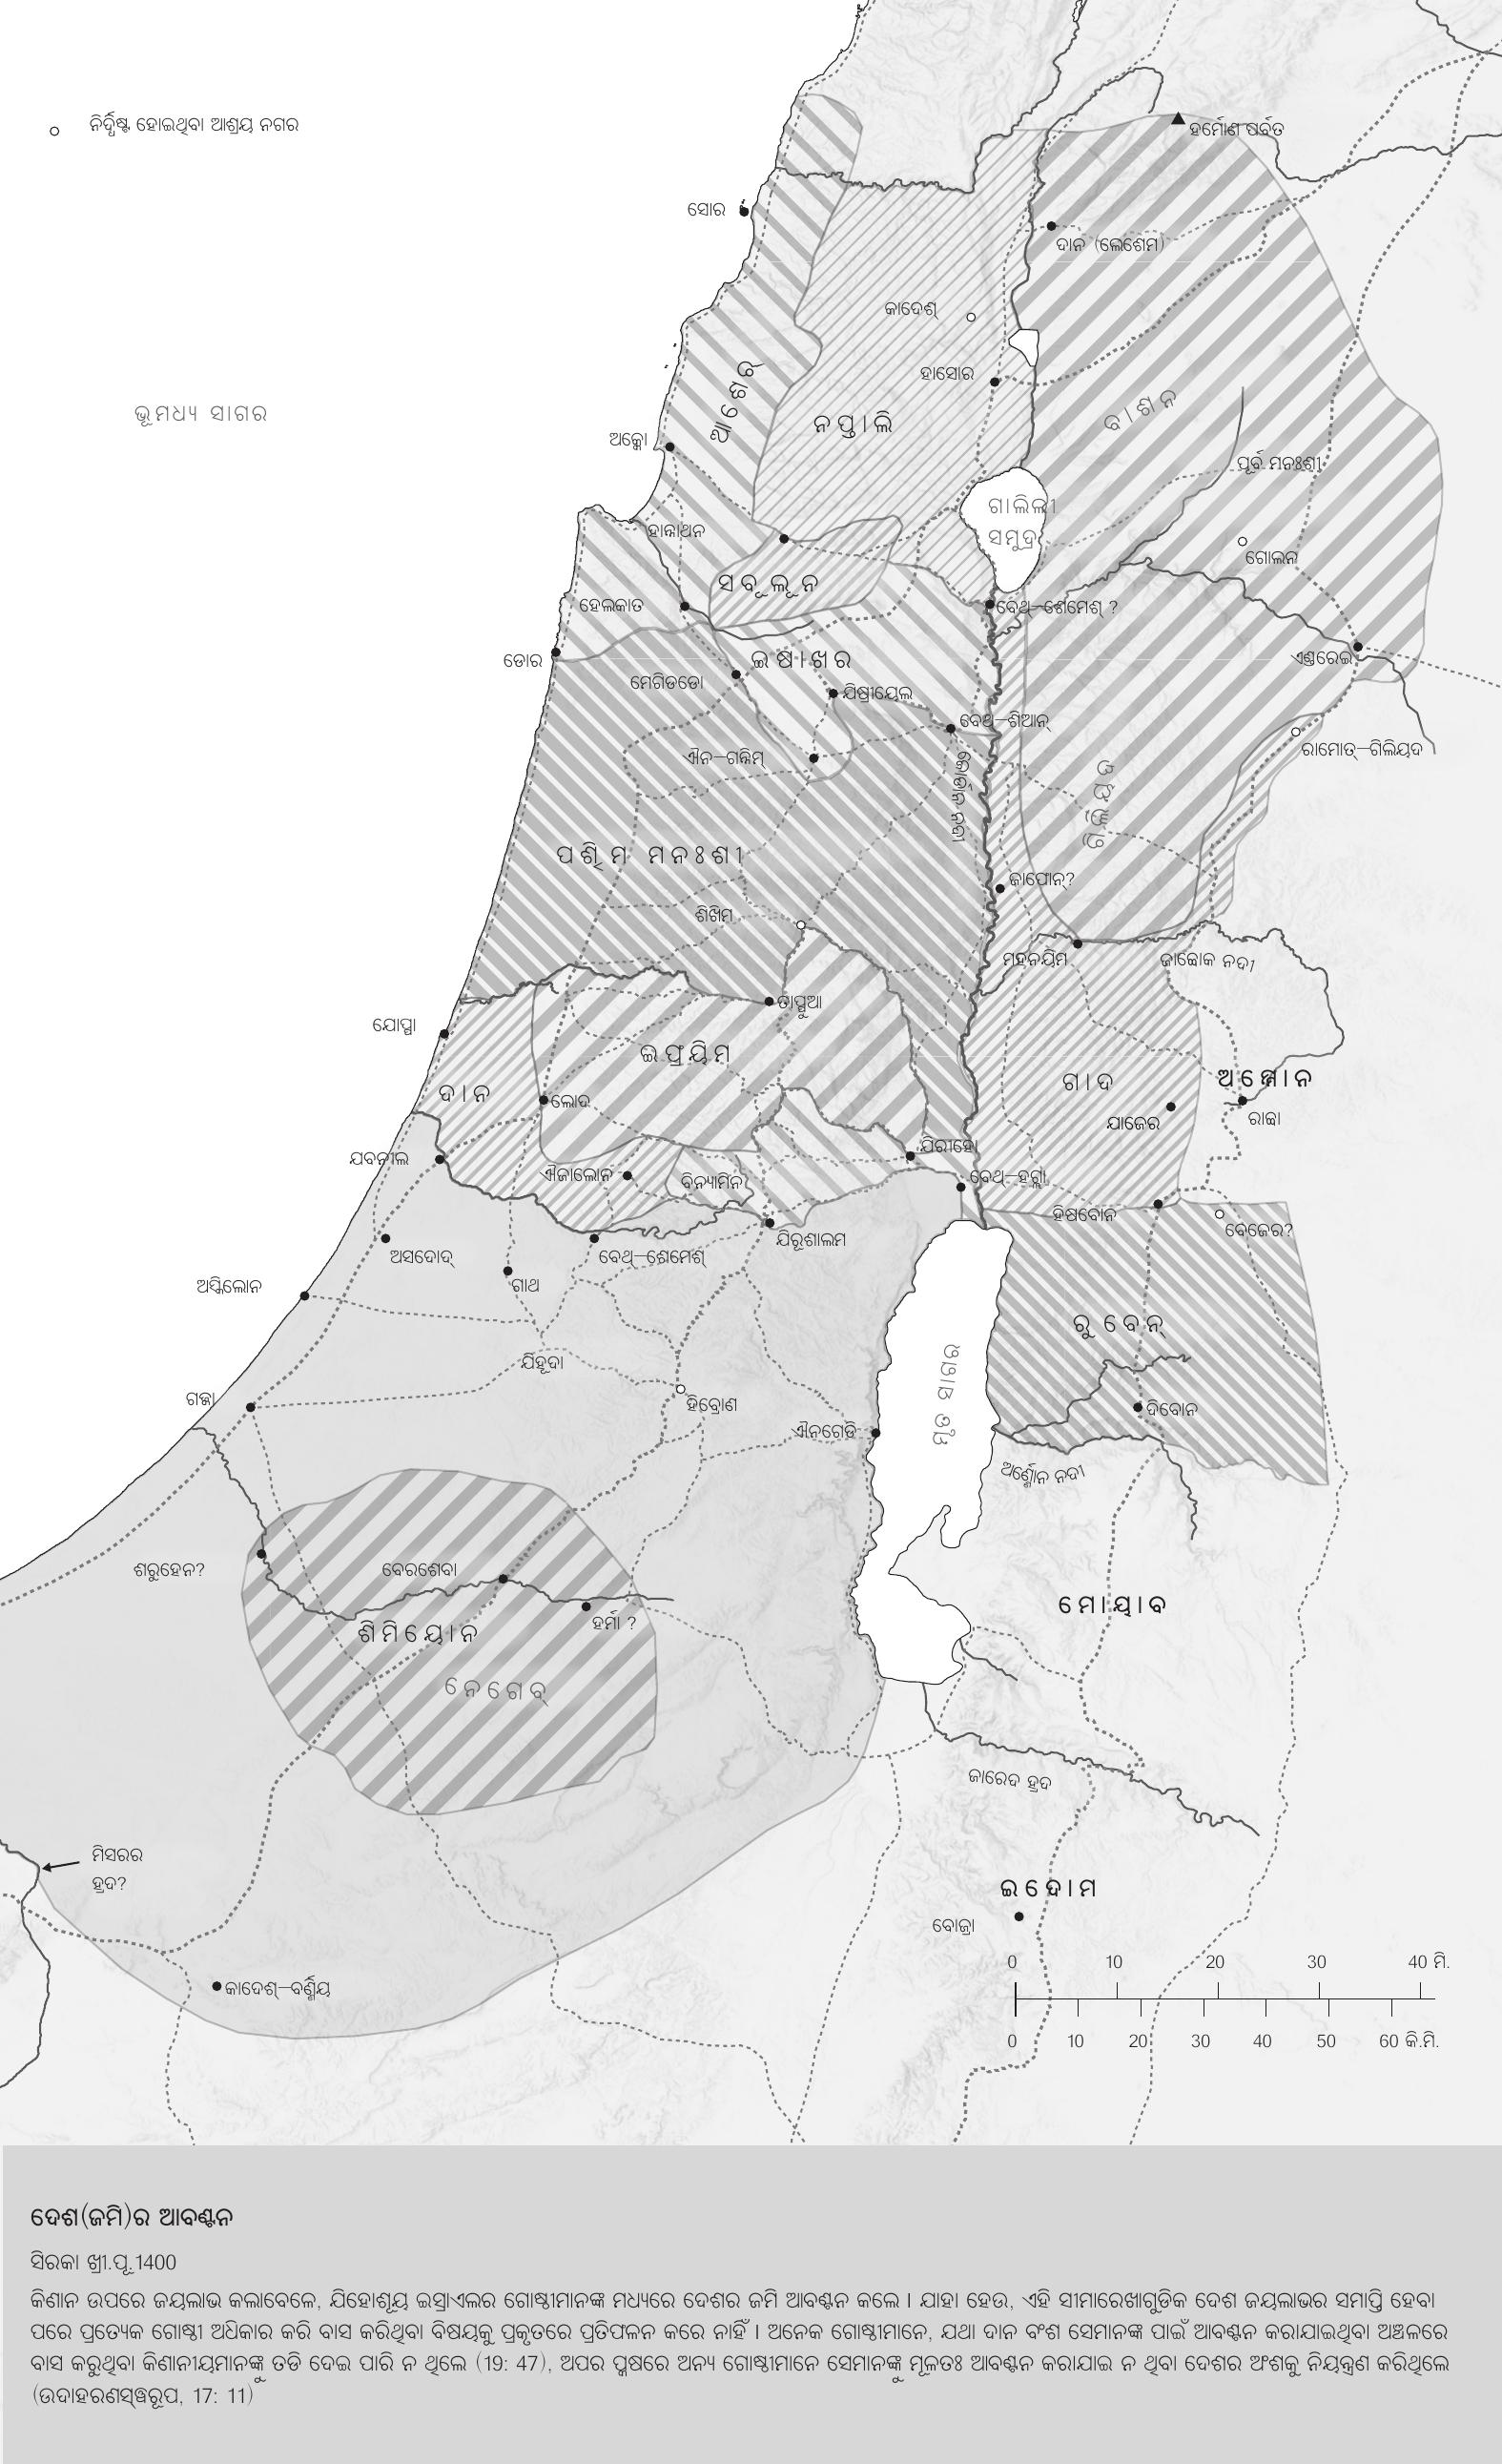 ନିର୍ଦ୍ଧିଷ୍ଟ ହୋଇଥିବା ଆଶ୍ରୟ ନଗର
ହର୍ମୋଣ ପର୍ବତ
ସୋର
ଦାନ (ଲେଶେମ)
କାଦେଶ୍
ହାସୋର
ଆଶେର୍
ନପ୍ତାଲି
ବାଶନ
ଭୂମଧ୍ୟ ସାଗର
ଅକ୍କୋ
ପୂର୍ବ ମନଃଶୀ
ଗାଲିଲୀ
ସମୁଦ୍ର
ହାନ୍ନାଥନ
ଗୋଲନ
ସବୂଲୂନ
ହେଲକାତ
ବେଥ୍-ଶେମେଶ୍ ?
ଡୋର
ଇଷାଖର
ଏଦ୍ରେଇ
ମେଗିଡଡୋ
ଯିଷ୍ରୀୟେଲ
ବେଥ୍-ଶିଆନ୍
ରାମୋତ୍-ଗିଲିୟଦ
ଐନ-ଗନ୍ନିମ୍
ଯୋର୍ଦ୍ଦନ ନଦୀ
ଗିଲିୟଦ
ପଶ୍ଚିମ ମନଃଶୀ
ଜାଫୋନ୍?
ଶିଖିମ
ମହନୟିମ
ଜାବ୍ବୋକ ନଦୀ
ତାପୁଆ
ଯୋପ୍ପା
ଇଫ୍ରୟିମ
ଦାନ
ଗାଦ
ଅମ୍ମୋନ
ଲୋଦ
ଯାଜେର
ରାବ୍ବା
ଯବନୀଲ
ଯିରୀହୋ
ଐଜାଲୋନ
ବିନ୍ୟାମିନ
ବେଥ୍-ହଗ୍ଲା
ହିଷବୋନ
ବେଜେର?
ଯିରୂଶାଲମ
ଅସଦୋଦ୍
ବେଥ୍-ଶେମେଶ୍
ଗାଥ
ଅସ୍କିଲୋନ
ରୁବେନ୍
ଯିହୂଦା
ମୃତ ସାଗର
ଗଜ୍ଜା
ହିବ୍ରୋଣ
ଦିବୋନ
ଐନଗେଡି
ଅର୍ଣ୍ଣୋନ ନଦୀ
ଶରୁହେନ?
ବେରଶେବା
ହର୍ମା ?
ମୋୟାବ
ଶିମିୟୋନ
ନେଗେବ୍
ଜାରେଦ ହ୍ରଦ
ମିସରର
ହ୍ରଦ?
ଇଦୋମ
ବୋଜ୍ରା
0 10 20 30 40 ମି.
କାଦେଶ୍-ବର୍ଣ୍ଣିୟ
0 10 20 30 40 50 60 କି.ମି.
ଦେଶ(ଜମି)ର ଆବଣ୍ଟନ
ସିରକା ଖ୍ରୀ.ପୂ.1400
କିଣାନ ଉପରେ ଜୟଲାଭ କଲାବେଳେ, ଯିହୋଶୂୟ ଇସ୍ରାଏଲର ଗୋଷ୍ଠୀମାନଙ୍କ ମଧ୍ୟରେ ଦେଶର ଜମି ଆବଣ୍ଟନ କଲେ । ଯାହା ହେଉ, ଏହି ସୀମାରେଖାଗୁଡିକ ଦେଶ ଜୟଲାଭର ସମାପ୍ତି ହେବା
ପରେ ପ୍ରତ୍ୟେକ ଗୋଷ୍ଠୀ ଅଧିକାର କରି ବାସ କରିଥିବା ବିଷୟକୁ ପ୍ରକୃତରେ ପ୍ରତିଫଳନ କରେ ନାହିଁ । ଅନେକ ଗୋଷ୍ଠୀମାନେ, ଯଥା ଦାନ ବଂଶ ସେମାନଙ୍କ ପାଇଁ ଆବଣ୍ଟନ କରାଯାଇଥିବା ଅଞ୍ଚଳରେ
ବାସ କରୁଥିବା କିଣାନୀୟମାନଙ୍କୁ ତଡି ଦେଇ ପାରି ନ ଥିଲେ (19: 47), ଅପର ପକ୍ଷରେ ଅନ୍ୟ ଗୋଷ୍ଠୀମାନେ ସେମାନଙ୍କୁ ମୂଳତଃ ଆବଣ୍ଟନ କରାଯାଇ ନ ଥିବା ଦେଶର ଅଂଶକୁ ନିୟନ୍ତ୍ରଣ କରିଥିଲେ
(ଉଦାହରଣସ୍ୱରୂପ, 17: 11)